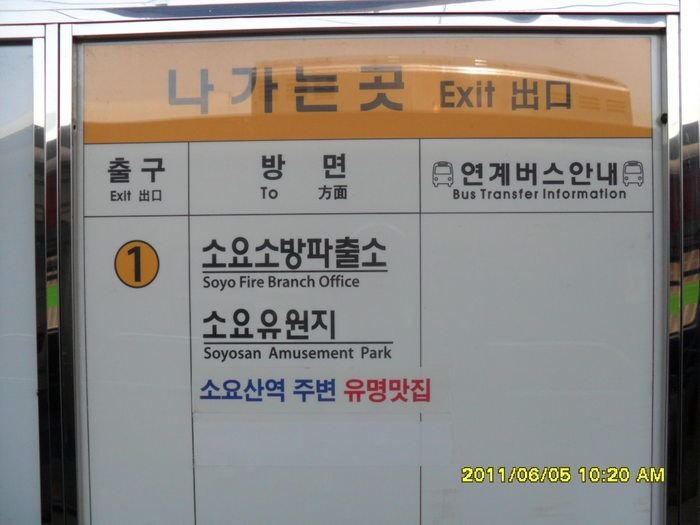 나가는곳 Exit 出口
출구 방면 연계버스안내
Exit 出口 To 方面 Bus Transfer Information
1 소요소방파출소
Soyo Fire Branch Office
소요유원지
Soyosan Amusement Park
소요산역 주변 유명맛집
2011/06/05 10:20 AM